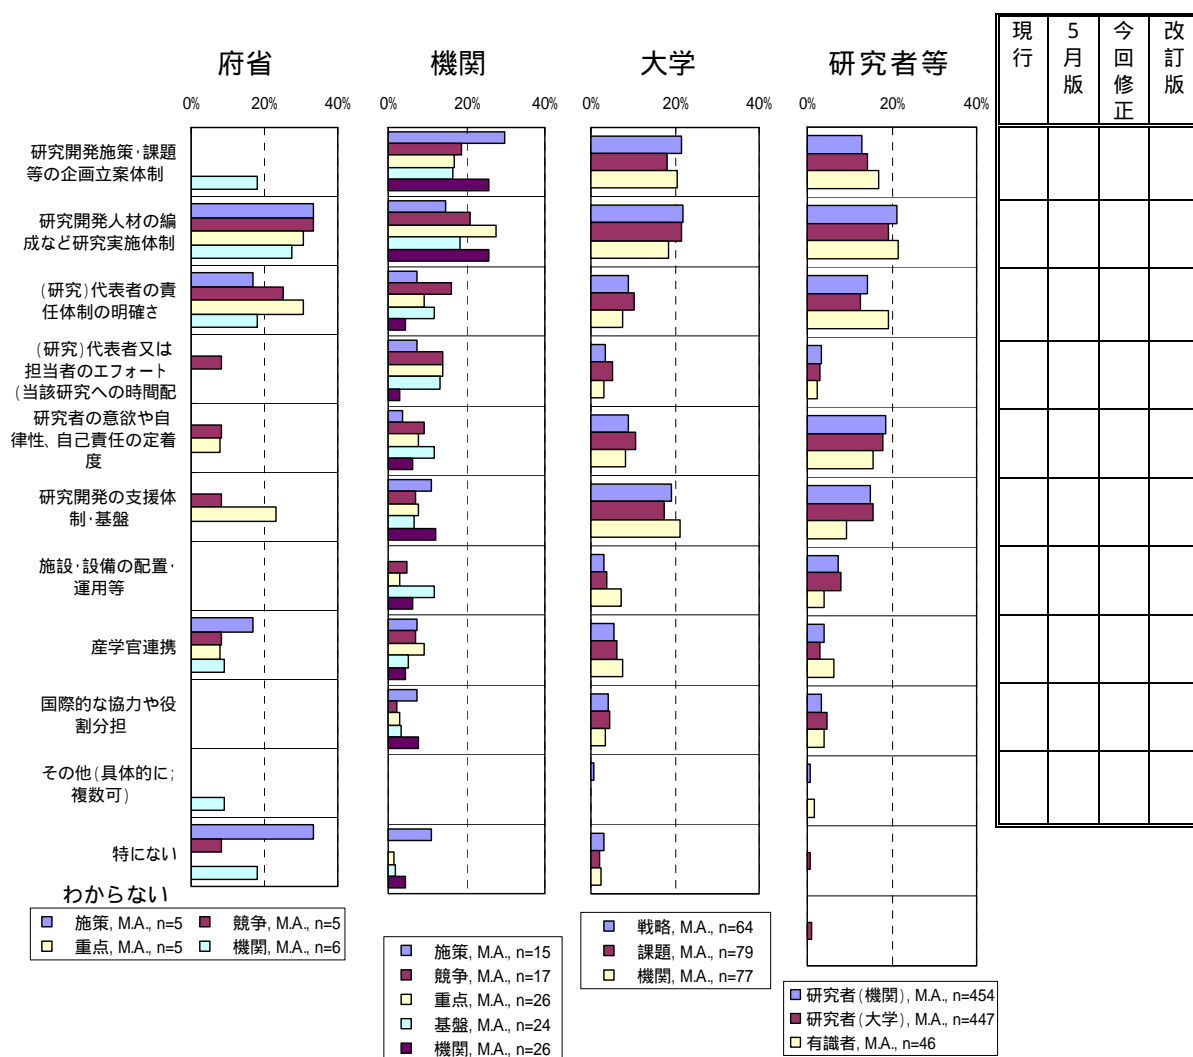 府省
機関
大学
研究者等
現行
5月版
今回修正
改訂版
0% 20% 40%
0% 20% 40%
0% 20% 40%
0% 20% 40%
研究開発施策・課題
等の企画立案体制
研究開発人材の編
成など研究実施体制
(研究)代表者の責
任体制の明確さ
(研究)代表者又は
担当者のエフォート
(当該研究への時間配
研究者の意欲や自
律性、自己責任の定着
度
研究開発の支援体
制・基盤
施設・設備の配置・
運用等
産学官連携
国際的な協力や役
割分担
その他(具体的に;
複数可)
特にない
わからない
施策, M.A., n=5 競争, M.A., n=5
重点, M.A., n=5 機関, M.A., n=6
施策, M.A., n=15
競争, M.A., n=17
重点, M.A., n=26
基盤, M.A., n=24
機関, M.A., n=26
戦略, M.A., n=64
課題, M.A., n=79
機関, M.A., n=77
研究者(機関), M.A., n=454
研究者(大学), M.A., n=447
有識者, M.A., n=46